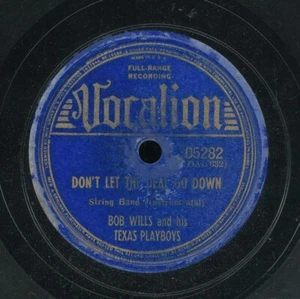 FULL-RANGE
RECORDING
Vocalion
05282
DON'T LET THE DEAL GO DOWN
String Band
BOB WILLS and his
TEXAS PLAYBOYS